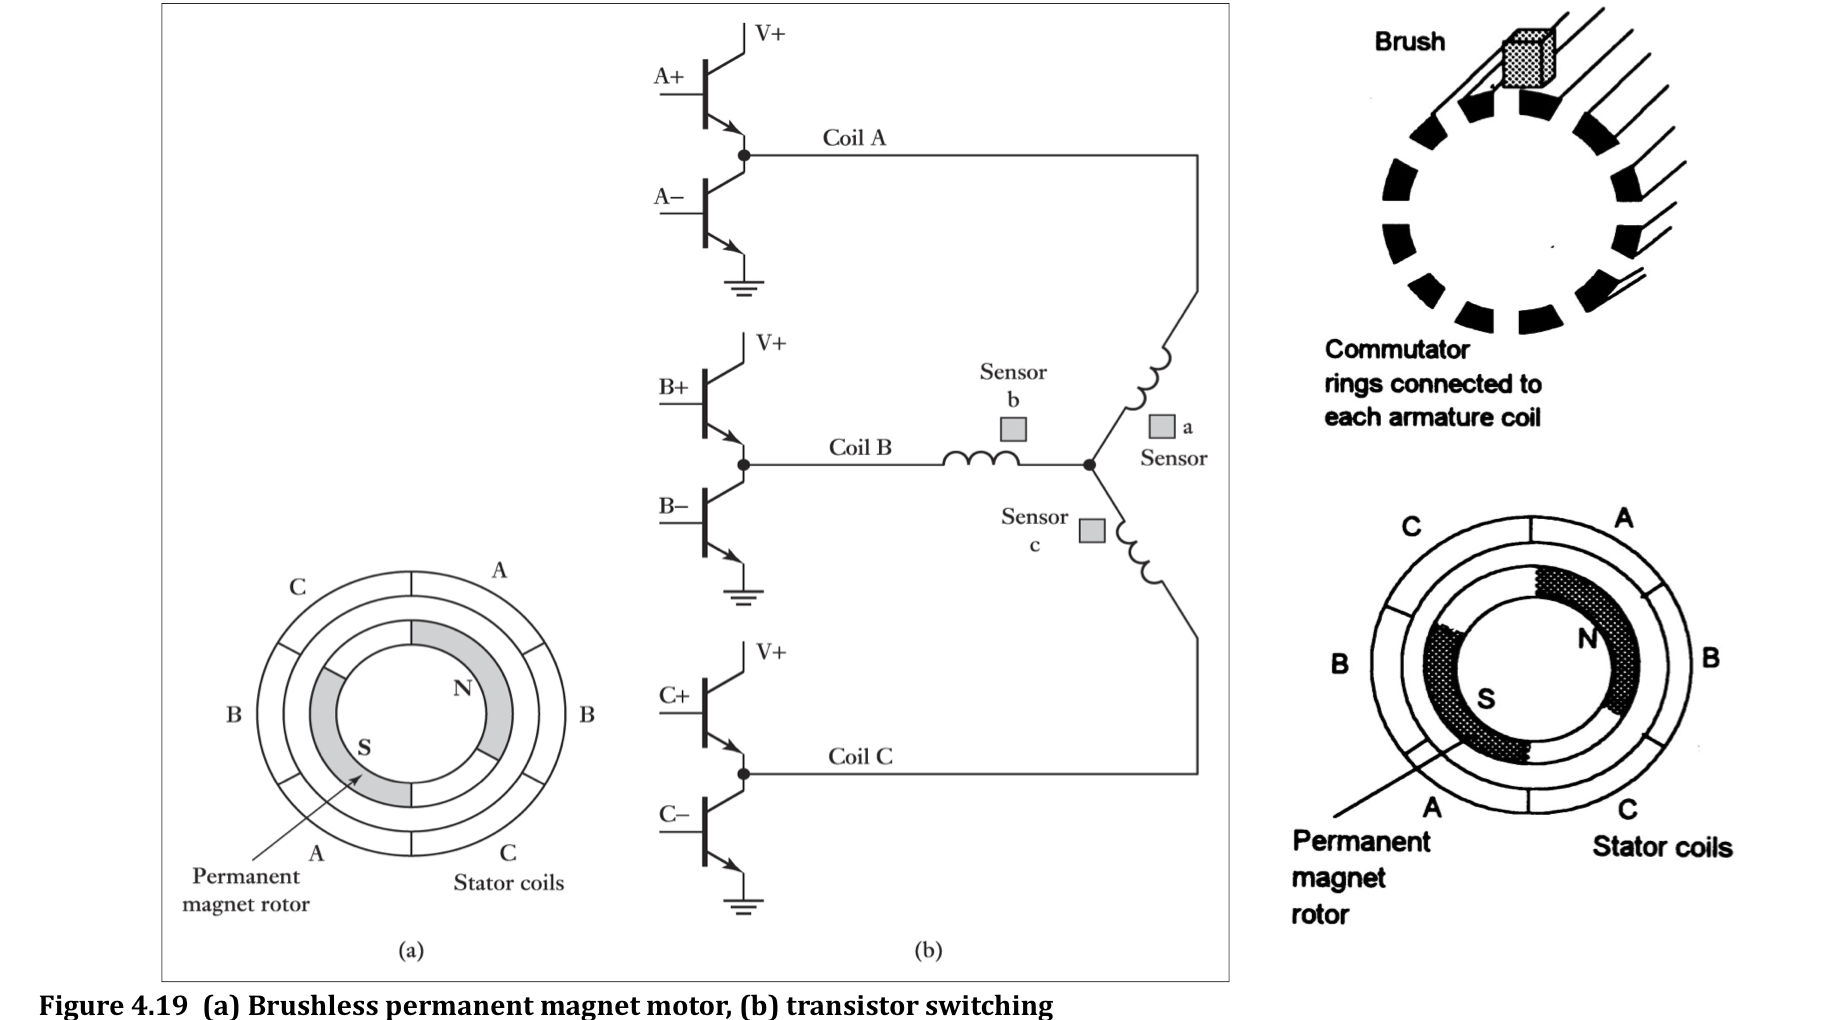 V+
A+
Coil A
A−
V+
B+
Coil B
B−
Sensor
b
a
Sensor
Sensor
c
V+
C+
Coil C
C−
C
A
B
B
N
S
A
C
Permanent
magnet rotor
Stator coils
(a)
(b)
Brush
Commutator
rings connected to
each armature coil
C
A
B
B
N
S
A
C
Permanent
magnet
rotor
Stator coils
Figure 4.19 (a) Brushless permanent magnet motor, (b) transistor switching